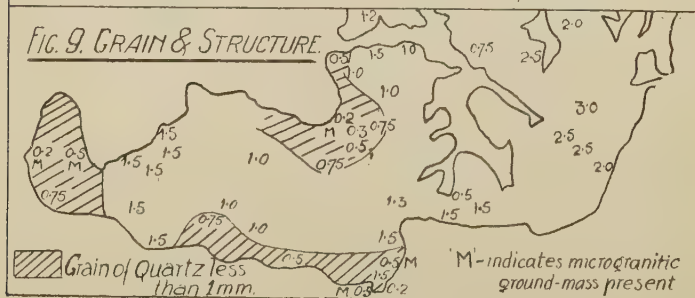 FIG. 9. GRAIN & STRUCTURE.
1·2
2·0
0·5 1·5 1·0 0·75 2·5
1·0
1·0
3·0
0·2 0·75
M 0·3
1·5 0·5 2·5
0·2 0·5 1·5 1·5 1·0 0·75 1 2·5
M M 1·5 2·0
0·75 0·5
1·5 1·0 1·3 1·5 1·5
0·75 1·0
1·5 1·5
0·5 0·5 M
Grain of Quartz less
than 1mm.
1·5
M 0·5 0·2
'M'-indicates microgranitic
ground-mass present